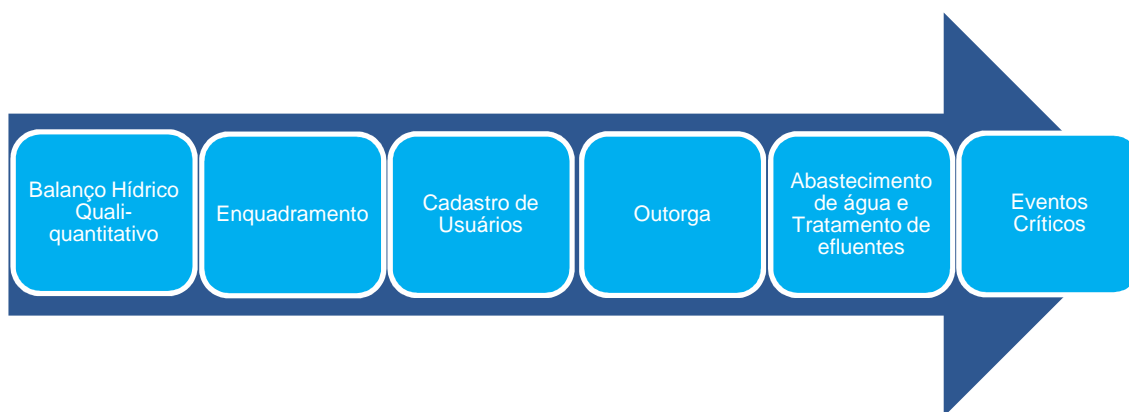 Balanço Hídrico
Quali-
quantitativo
Enquadramento
Cadastro de
Usuários
Outorga
Abastecimento
de água e
Tratamento de
efluentes
Eventos
Críticos